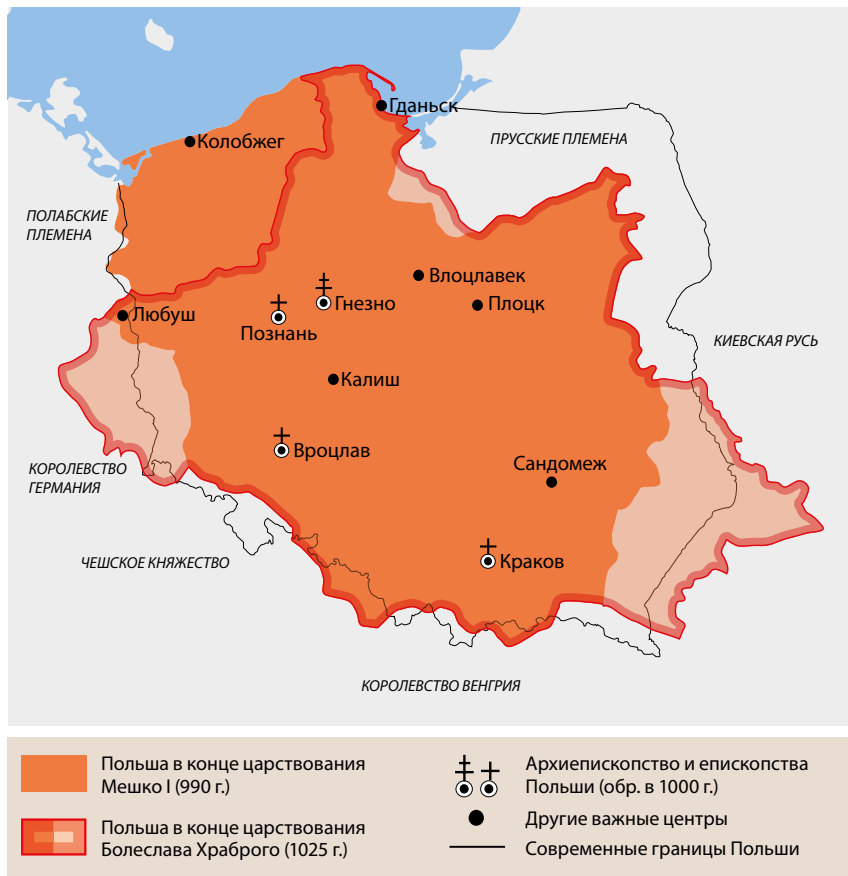 Гданьск
Колобжег
ПРУССКИЕ ПЛЕМЕНА
ПОЛАБСКИЕ
ПЛЕМЕНА
Влоцлавек
Гнезно
Плоцк
Любуш
Познань
КИЕВСКАЯ РУСЬ
Калиш
Вроцлав
Сандомеж
КОРОЛЕВСТВО
ГЕРМАНИЯ
ЧЕШСКОЕ КНЯЖЕСТВО
Краков
КОРОЛЕВСТВО ВЕНГРИЯ
Польша в конце царствования
Мешко I (990 г.)
Польша в конце царствования
Болеслава Храброго (1025 г.)
Архиепископство и епископства
Польши (обр. в 1000 г.)
Другие важные центры
Современные границы Польши